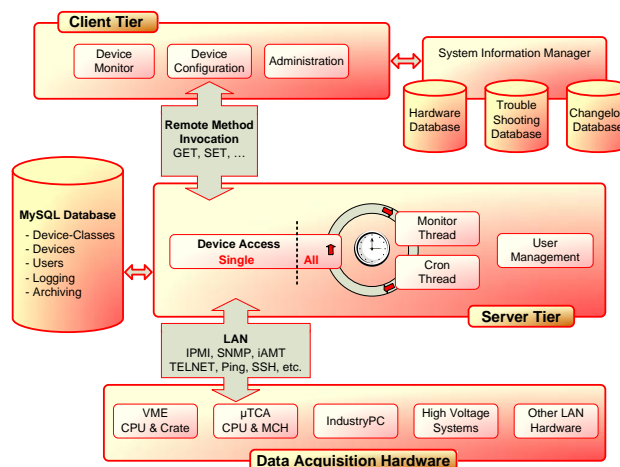 Client Tier
Device
Monitor
Device
Configuration
Administration
System Information Manager
Hardware
Database
Trouble
Shooting
Database
Changelog
Database
Remote Method
Invocation
GET, SET, ...
MySQL Database
- Device-Classes
- Devices
- Users
- Logging
- Archiving
Device Access
Single
All
Monitor
Thread
Cron
Thread
User
Management
Server Tier
LAN
IPMI, SNMP, iAMT
TELNET, Ping, SSH, etc.
VME
CPU & Crate
µTCA
CPU & MCH
IndustryPC
High Voltage
Systems
Other LAN
Hardware
Data Acquisition Hardware